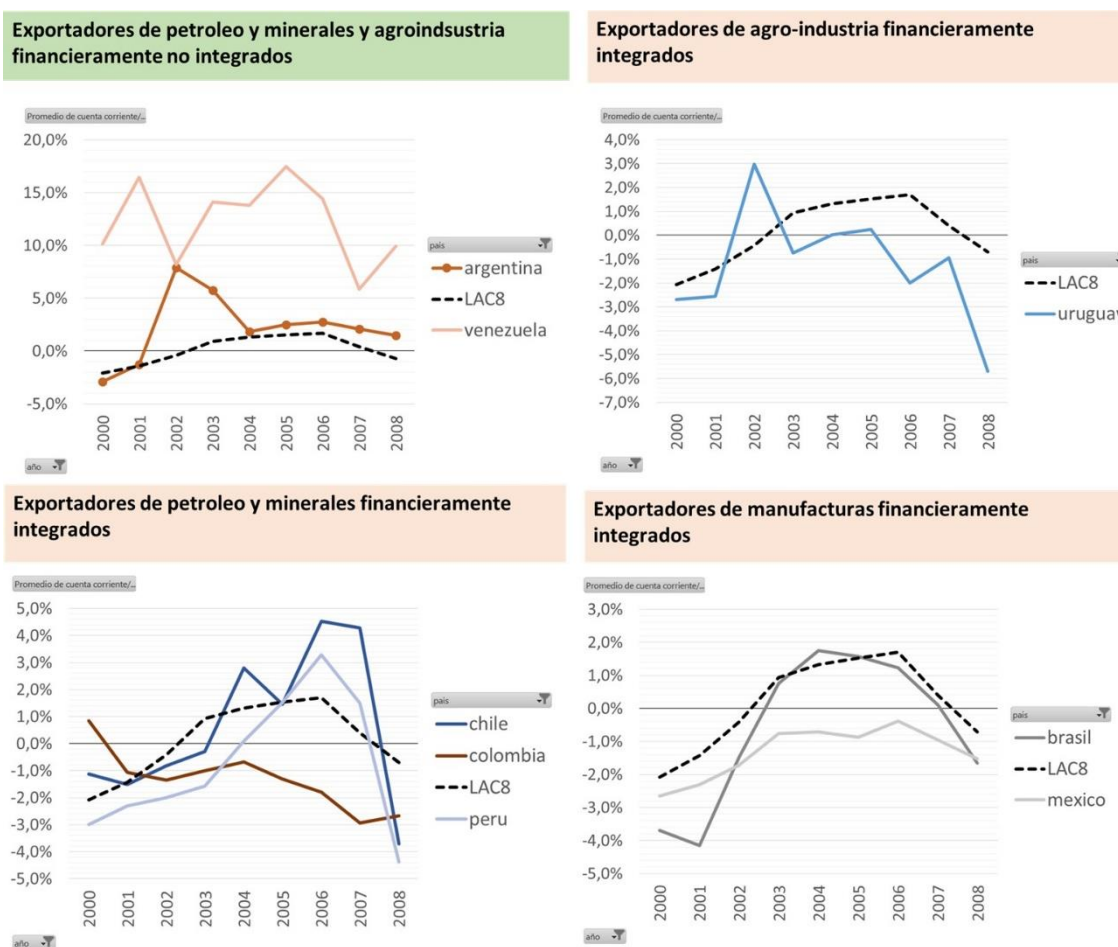 Exportadores de petroleo y minerales y agroindsustria
financieramente no integrados
Promedio de cuenta corriente/..
20,0%
15,0%
10,0%
5,0%
0,0%
-5,0%
2000
2001
2002
2003
2004
2005
2006
2007
2008
pais
argentina
LAC8
venezuela
año
Exportadores de agro-industria financieramente
integrados
Promedio de cuenta corriente/..
4,0%
3,0%
2,0%
1,0%
0,0%
-1,0%
-2,0%
-3,0%
-4,0%
-5,0%
-6,0%
-7,0%
2000
2001
2002
2003
2004
2005
2006
2007
2008
pais
LAC8
uruguay
año
Exportadores de petroleo y minerales financieramente
integrados
Promedio de cuenta corriente/..
5,0%
4,0%
3,0%
2,0%
1,0%
0,0%
-1,0%
-2,0%
-3,0%
-4,0%
-5,0%
2000
2001
2002
2003
2004
2005
2006
2007
2008
pais
chile
colombia
LAC8
peru
año
Exportadores de manufacturas financieramente
integrados
Promedio de cuenta corriente/..
3,0%
2,0%
1,0%
0,0%
-1,0%
-2,0%
-3,0%
-4,0%
-5,0%
2000
2001
2002
2003
2004
2005
2006
2007
2008
pais
brasil
LAC8
mexico
año